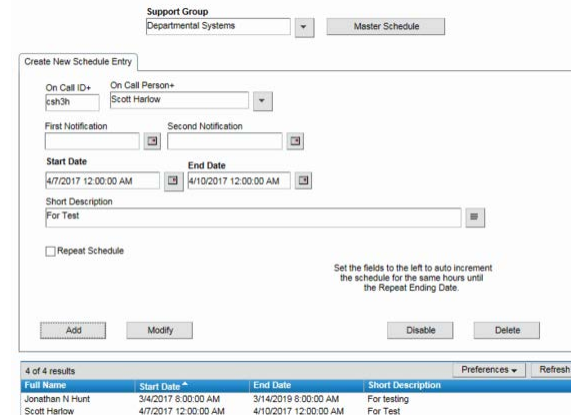 Support Group
Departmental Systems
Master Schedule
Create New Schedule Entry
On Call ID+ On Call Person+
csh3h Scott Harlow
First Notification Second Notification
Start Date End Date
4/7/2017 12:00:00 AM 4/10/2017 12:00:00 AM
Short Description
For Test
Repeat Schedule
Set the fields to the left to auto increment
the schedule for the same hours until
the Repeat Ending Date.
Add Modify Disable Delete
4 of 4 results Preferences Refresh
Full Name Start Date End Date Short Description
Jonathan N Hunt 3/4/2017 8:00:00 AM 3/14/2019 8:00:00 AM For testing
Scott Harlow 4/7/2017 12:00:00 AM 4/10/2017 12:00:00 AM For Test